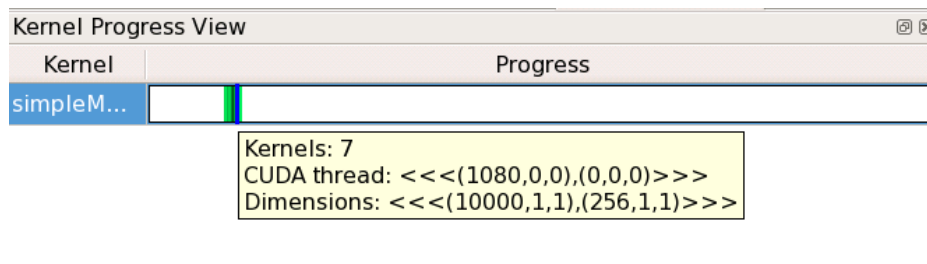 Kernel Progress View
Kernel Progress
simpleM...
Kernels: 7
CUDA thread: <<<(1080,0,0),(0,0,0)>>>
Dimensions: <<<(10000,1,1),(256,1,1)>>>